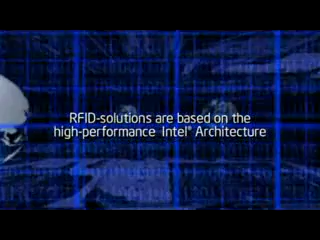 RFID-solutions are based on the
high-performance Intel® Architecture